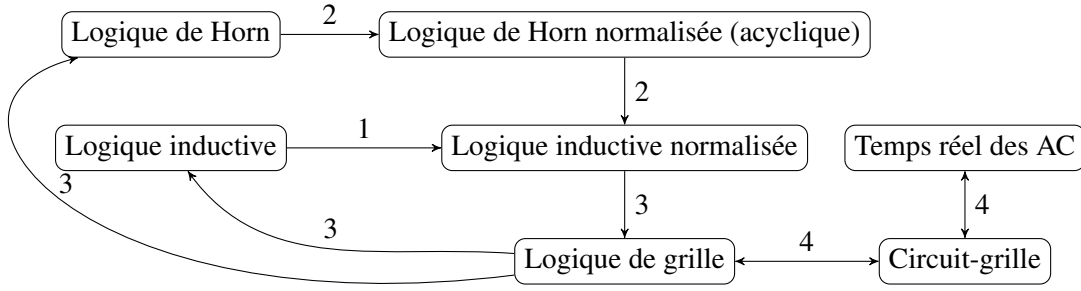 Logique de Horn
2
Logique de Horn normalisée (acyclique)
2
Logique inductive
1
Logique inductive normalisée
Temps réel des AC
3
3
3
4
Logique de grille
4
Circuit-grille